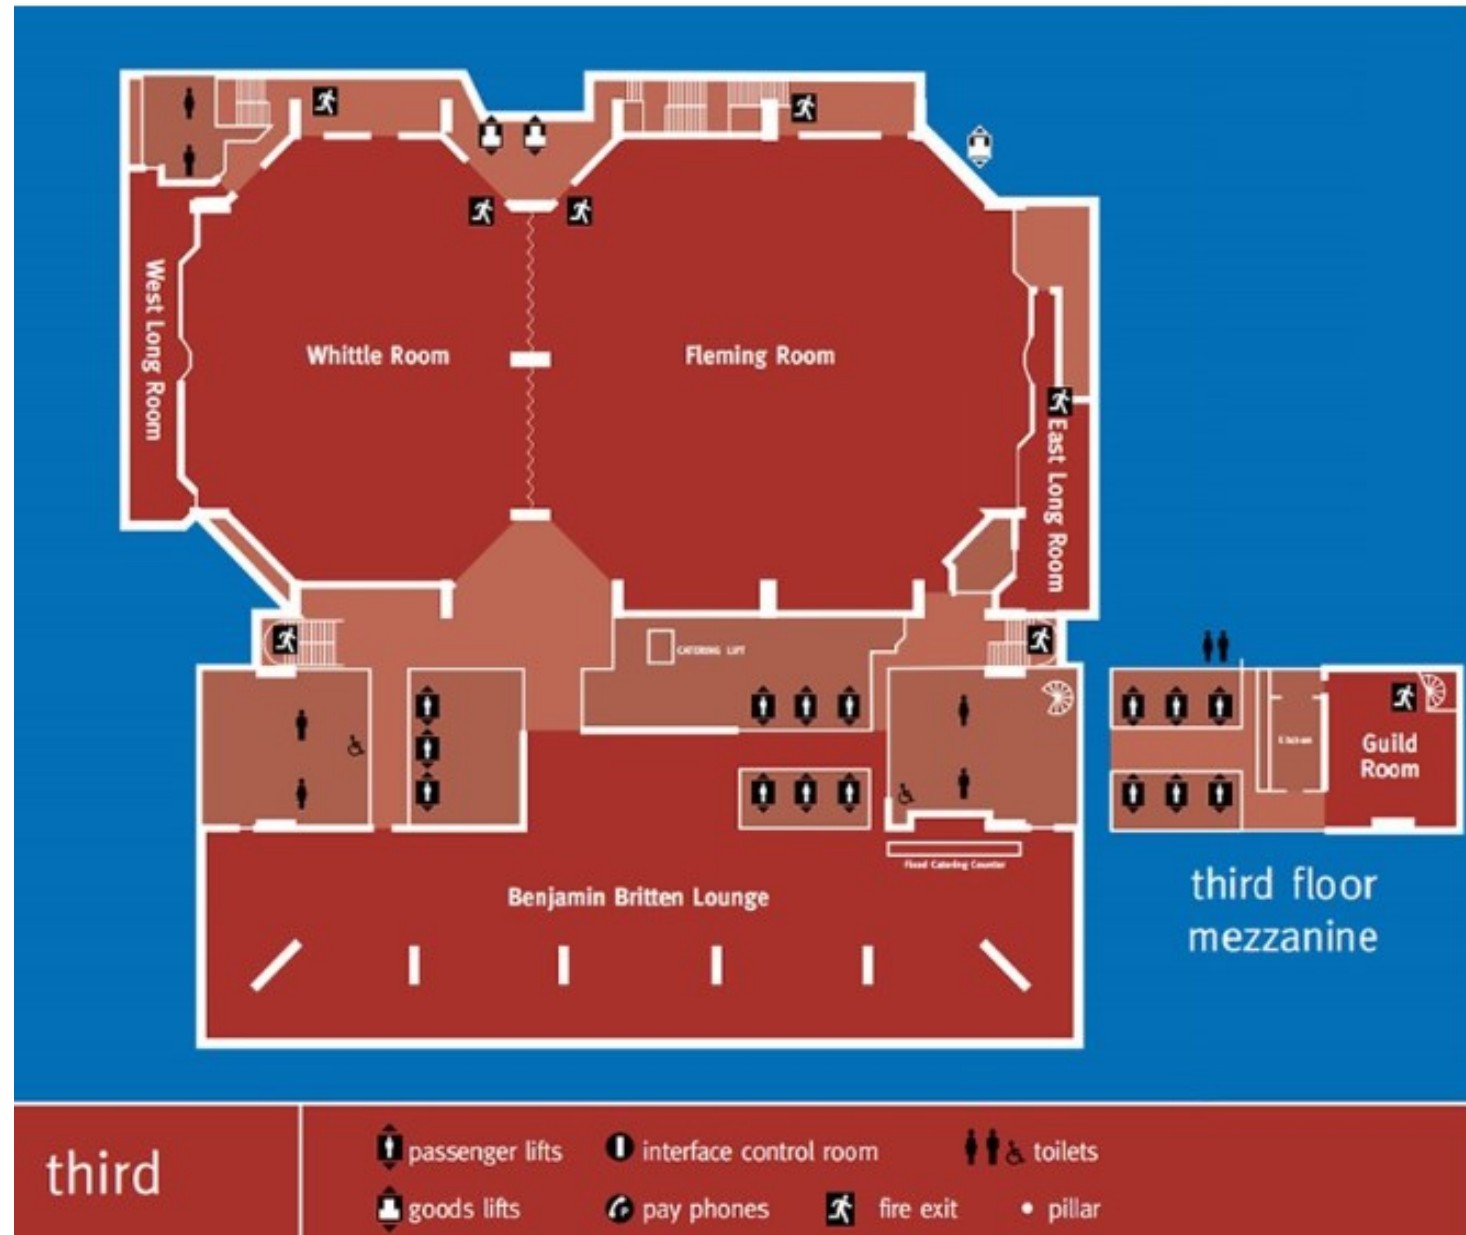 West Long Room
Whittle Room
Fleming Room
East Long Room
CATERING LIFT
Kitchen
Guild
Room
Fixed Catering Counter
Benjamin Britten Lounge
third floor
mezzanine
third
passenger lifts
interface control room
toilets
goods lifts
pay phones
fire exit
pillar